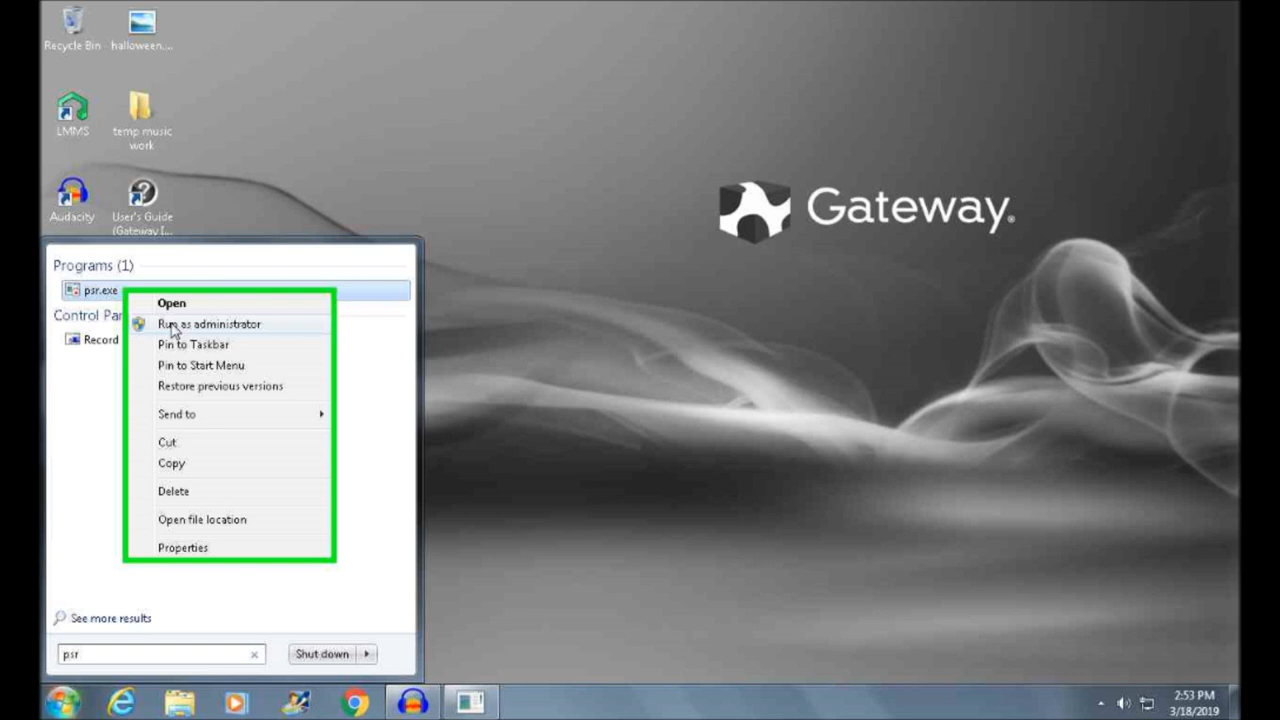 Recycle Bin
halloween....
LMMS
temp music
work
Audacity
User's Guide
(Gateway I...
Gateway.
Programs (1)
psr.exe
Control Par
Record
Open
Run as administrator
Pin to Taskbar
Pin to Start Menu
Restore previous versions
Send to
Cut
Copy
Delete
Open file location
Properties
See more results
psr
Shut down
2:53 PM
3/18/2019